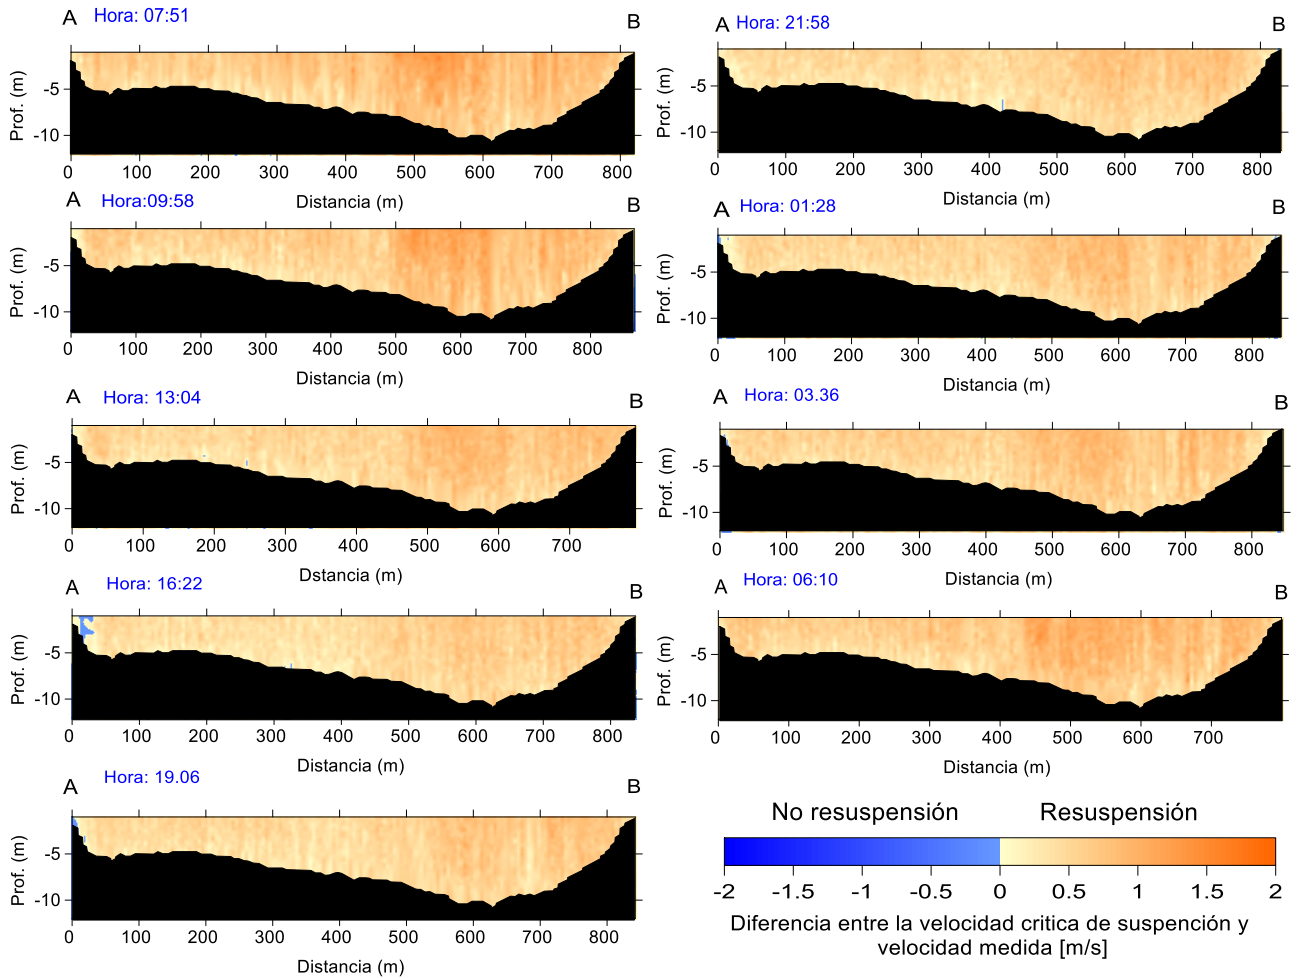 A Hora: 07:51 B
Prof. (m)
-5
-10
0 100 200 300 400 500 600 700 800
Distancia (m)
A Hora:09:58 B
Prof. (m)
-5
-10
0 100 200 300 400 500 600 700 800
Distancia (m)
A Hora: 13:04 B
Prof. (m)
-5
-10
0 100 200 300 400 500 600 700
Dstancia (m)
A Hora: 16:22 B
Prof. (m)
-5
-10
0 100 200 300 400 500 600 700 800
Distancia (m)
A Hora: 19.06 B
Prof. (m)
-5
-10
0 100 200 300 400 500 600 700 800
Distancia (m)
A Hora: 21:58 B
Prof. (m)
-5
-10
0 100 200 300 400 500 600 700 800
Distancia (m)
A Hora: 01:28 B
Prof. (m)
-5
-10
0 100 200 300 400 500 600 700 800
Distancia (m)
A Hora: 03.36 B
Prof. (m)
-5
-10
0 100 200 300 400 500 600 700 800
Distancia (m)
A Hora: 06:10 B
Prof. (m)
-5
-10
0 100 200 300 400 500 600 700
Distancia (m)
No resuspensión Resuspensión
-2 -1.5 -1 -0.5 0 0.5 1 1.5 2
Diferencia entre la velocidad critica de suspención y
velocidad medida [m/s]